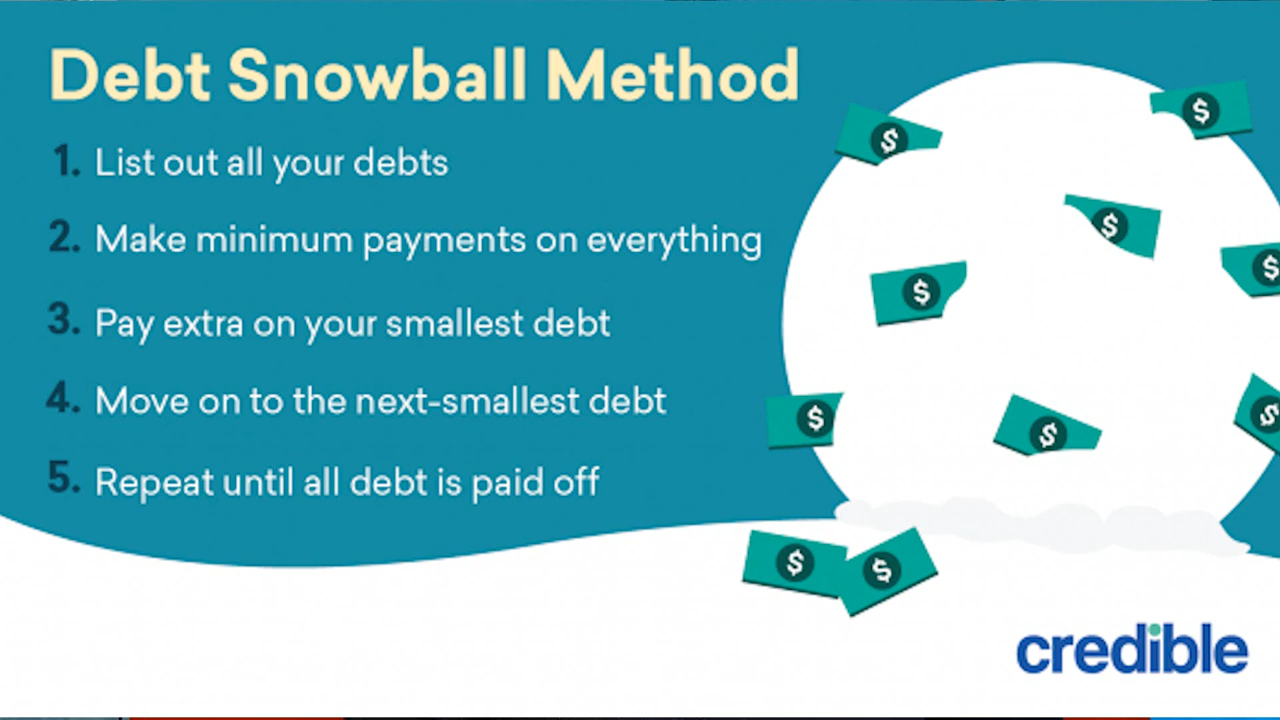 Debt Snowball Method
1. List out all your debts
2. Make minimum payments on everything
3. Pay extra on your smallest debt
4. Move on to the next-smallest debt
5. Repeat until all debt is paid off
$
$
$
$
$
$
$
$
$
$
credible